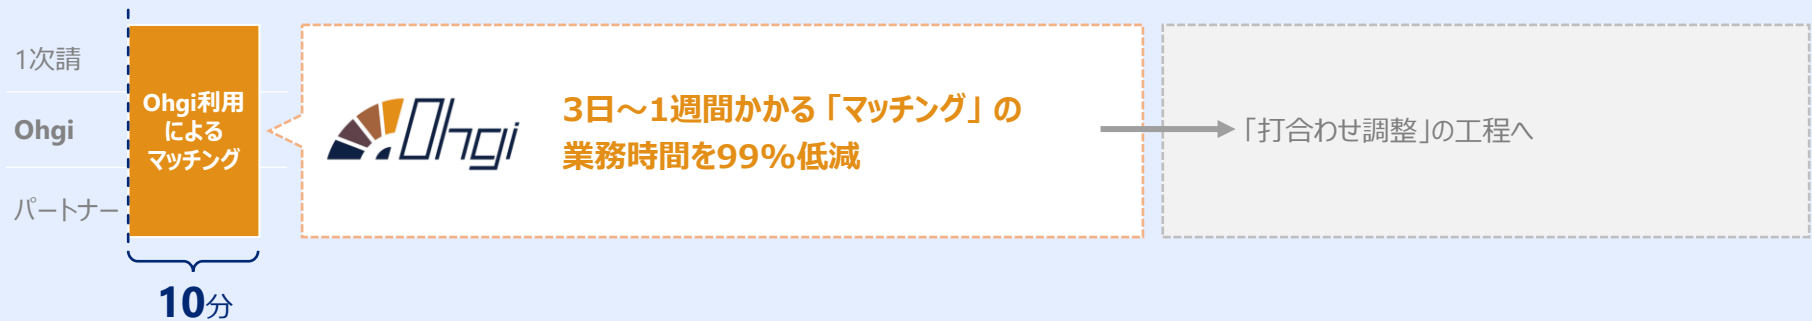 1次請
Ohgi
パートナー
Ohgi利用
による
マッチング
10分
Ohgi
3日～1週間かかる「マッチング」の
業務時間を99%低減
「打合わせ調整」の工程へ